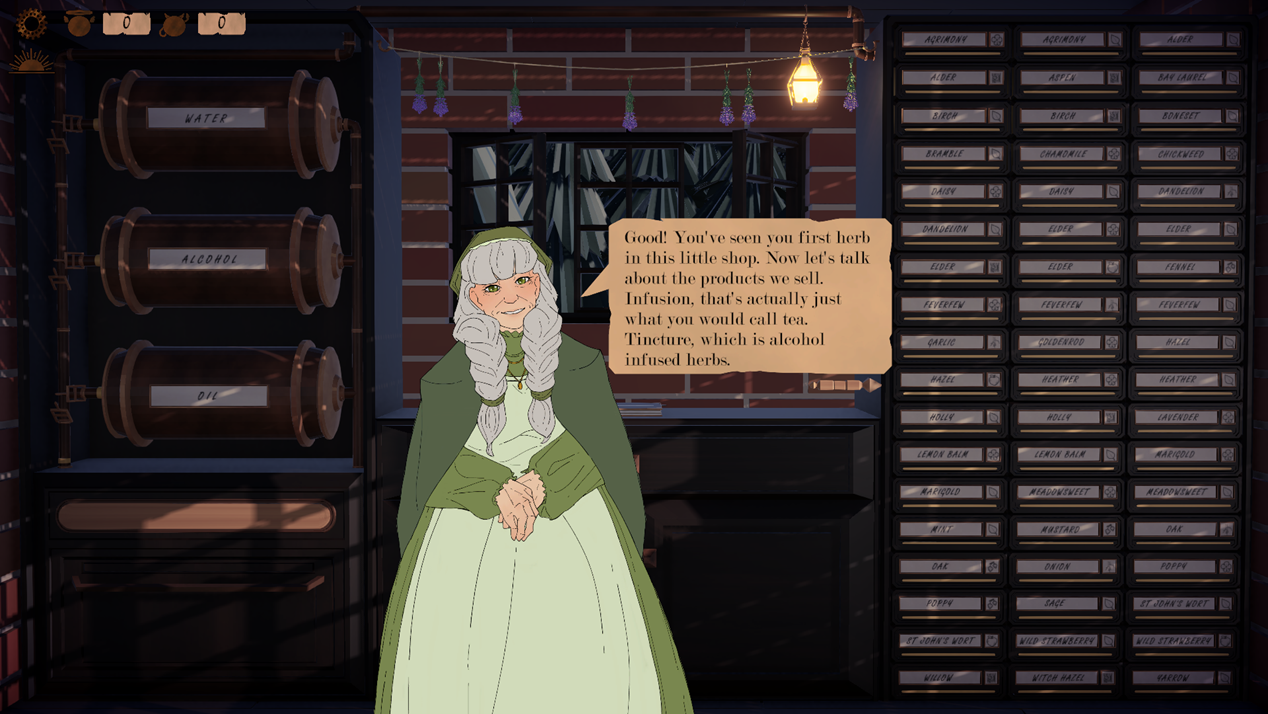 0 0
WATER
ALCOHOL
OIL
Good! You've seen you first herb
in this little shop. Now let's talk
about the products we sell.
Infusion, that's actually just
what you would call tea.
Tincture, which is alcohol
infused herbs.
AGRIMONY AGRIMONY ALDER
ALDER ASPEN BAY LAUREL
BIRCH BIRCH BONESET
BRAMBLE CHAMOMILE CHICKWEED
DAISY DAISY DANDELION
DANDELION ELDER ELDER
ELDER ELDER FENNEL
FEVERFEW FEVERFEW FEVERFEW
GARLIC GOLDENROD HAZEL
HAZEL HEATHER HEATHER
HOLLY HOLLY LAVENDER
LEMON BALM LEMON BALM MARIGOLD
MARIGOLD MEADOWSWEET MEADOWSWEET
MINT MUSTARD OAK
OAK ONION POPPY
POPPY SAGE ST JOHN'S WORT
ST JOHN'S WORT WILD STRAWBERRY WILD STRAWBERRY
WILLOW WITCH HAZEL YARROW